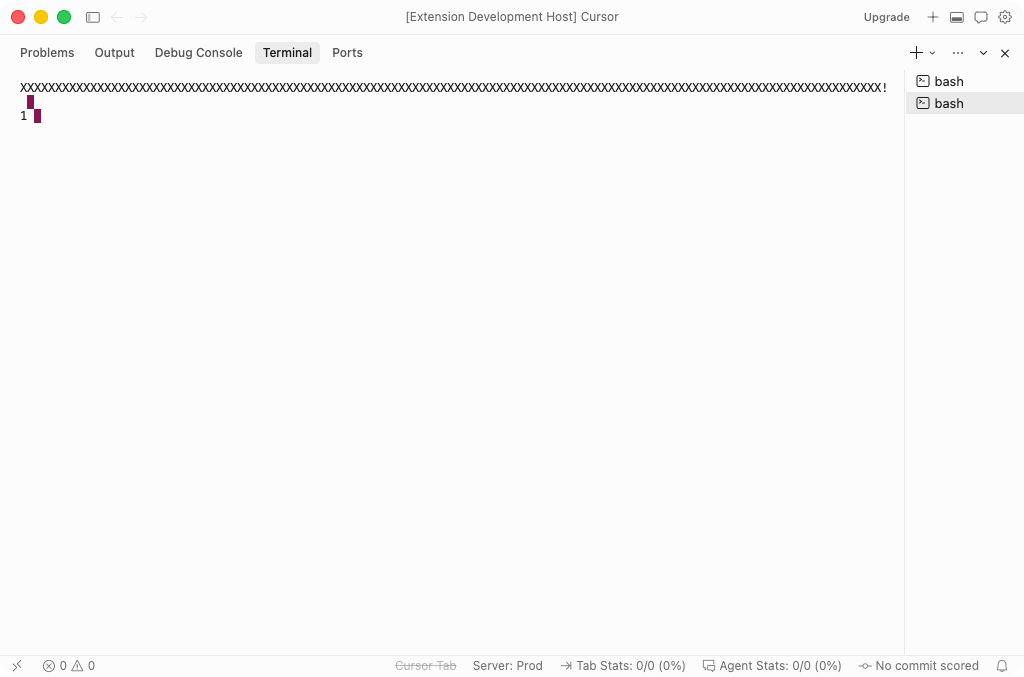 [Extension Development Host] Cursor
Upgrade
Problems Output Debug Console Terminal Ports
XXXXXXXXXXXXXXXXXXXXXXXXXXXXXXXXXXXXXXXXXXXXXXXXXXXXXXXXXXXXXXXXXXXXXXXXXXXXXXXXXXXXXXXXXXXXXXXXXXXXXXXXXXXXXXXXXXXXXXXXXXX!
1
bash
bash
0 0 Cursor Tab Server: Prod Tab Stats: 0/0 (0%) Agent Stats: 0/0 (0%) No commit scored